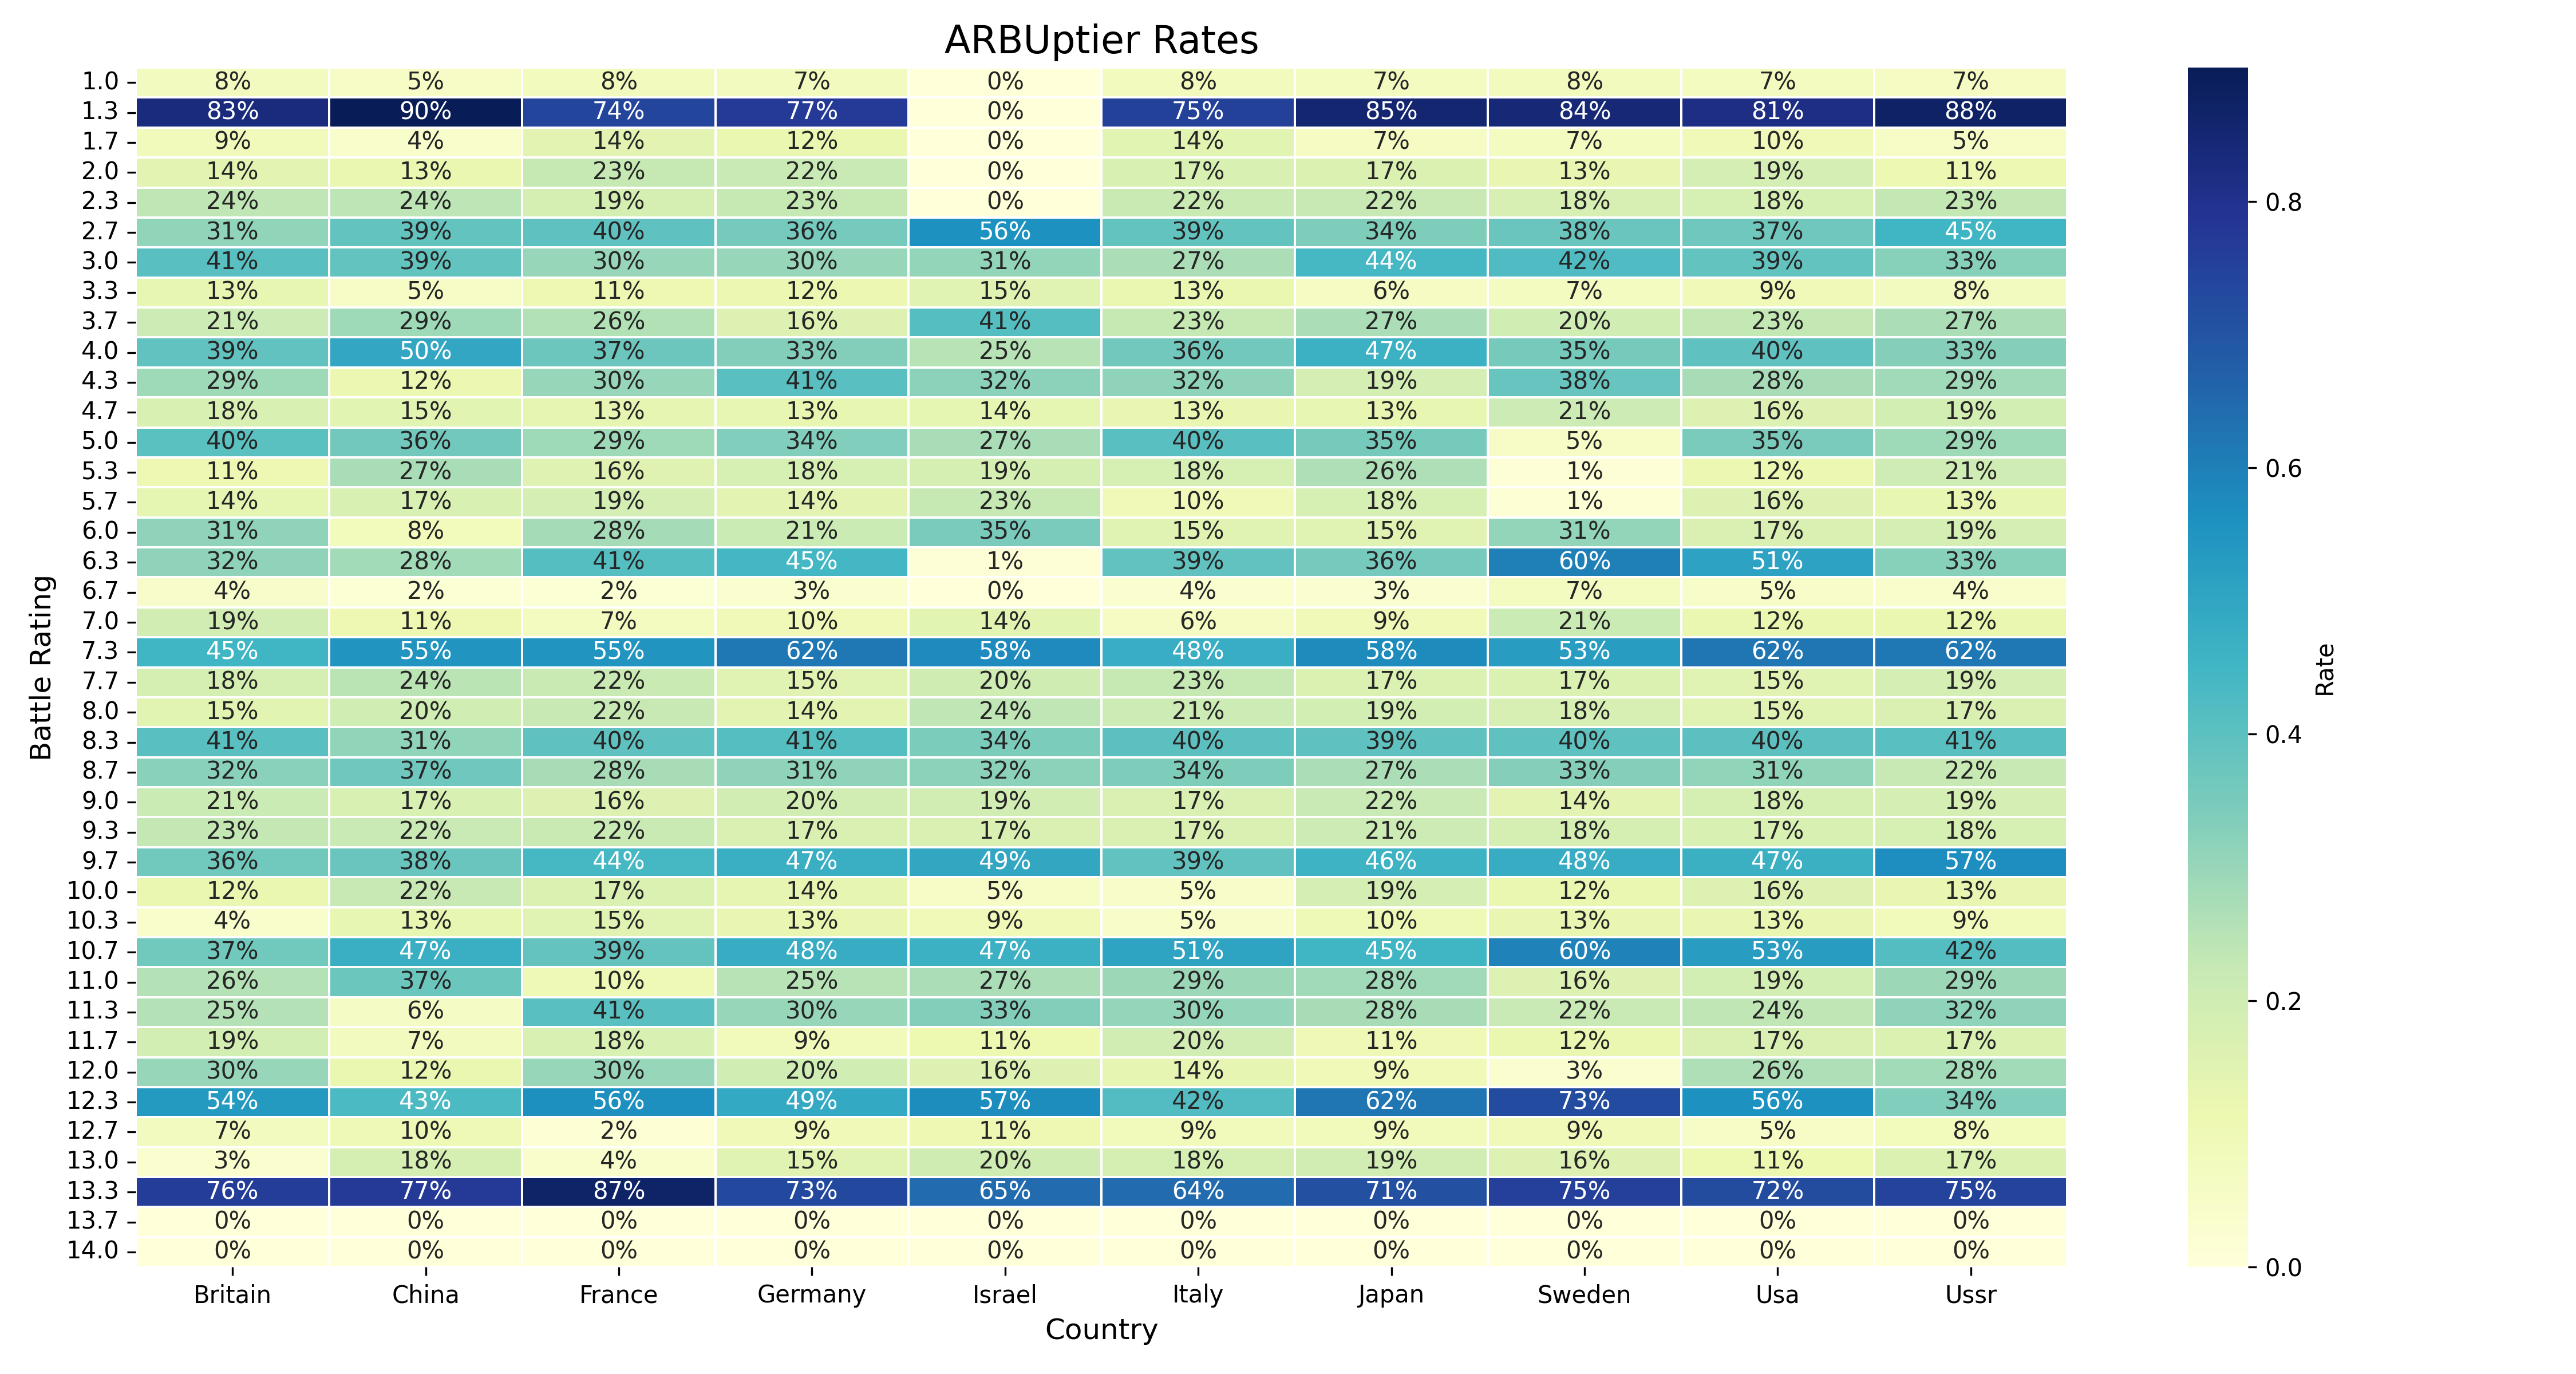 ARBUptier Rates
1.0 8% 5% 8% 7% 0% 8% 7% 8% 7% 7%
1.3 83% 90% 74% 77% 0% 75% 85% 84% 81% 88%
1.7 9% 4% 14% 12% 0% 14% 7% 7% 10% 5%
2.0 14% 13% 23% 22% 0% 17% 17% 13% 19% 11%
2.3 24% 24% 19% 23% 0% 22% 22% 18% 18% 23%
2.7 31% 39% 40% 36% 56% 39% 34% 38% 37% 45%
3.0 41% 39% 30% 30% 31% 27% 44% 42% 39% 33%
3.3 13% 5% 11% 12% 15% 13% 6% 7% 9% 8%
3.7 21% 29% 26% 16% 41% 23% 27% 20% 23% 27%
4.0 39% 50% 37% 33% 25% 36% 47% 35% 40% 33%
4.3 29% 12% 30% 41% 32% 32% 19% 38% 28% 29%
4.7 18% 15% 13% 13% 14% 13% 13% 21% 16% 19%
5.0 40% 36% 29% 34% 27% 40% 35% 5% 35% 29%
5.3 11% 27% 16% 18% 19% 18% 26% 1% 12% 21%
5.7 14% 17% 19% 14% 23% 10% 18% 1% 16% 13%
6.0 31% 8% 28% 21% 35% 15% 15% 31% 17% 19%
6.3 32% 28% 41% 45% 1% 39% 36% 60% 51% 33%
6.7 4% 2% 2% 3% 0% 4% 3% 7% 5% 4%
7.0 19% 11% 7% 10% 14% 6% 9% 21% 12% 12%
7.3 45% 55% 55% 62% 58% 48% 58% 53% 62% 62%
7.7 18% 24% 22% 15% 20% 23% 17% 17% 15% 19%
8.0 15% 20% 22% 14% 24% 21% 19% 18% 15% 17%
8.3 41% 31% 40% 41% 34% 40% 39% 40% 40% 41%
8.7 32% 37% 28% 31% 32% 34% 27% 33% 31% 22%
9.0 21% 17% 16% 20% 19% 17% 22% 14% 18% 19%
9.3 23% 22% 22% 17% 17% 17% 21% 18% 17% 18%
9.7 36% 38% 44% 47% 49% 39% 46% 48% 47% 57%
10.0 12% 22% 17% 14% 5% 5% 19% 12% 16% 13%
10.3 4% 13% 15% 13% 9% 5% 10% 13% 13% 9%
10.7 37% 47% 39% 48% 47% 51% 45% 60% 53% 42%
11.0 26% 37% 10% 25% 27% 29% 28% 16% 19% 29%
11.3 25% 6% 41% 30% 33% 30% 28% 22% 24% 32%
11.7 19% 7% 18% 9% 11% 20% 11% 12% 17% 17%
12.0 30% 12% 30% 20% 16% 14% 9% 3% 26% 28%
12.3 54% 43% 56% 49% 57% 42% 62% 73% 56% 34%
12.7 7% 10% 2% 9% 11% 9% 9% 9% 5% 8%
13.0 3% 18% 4% 15% 20% 18% 19% 16% 11% 17%
13.3 76% 77% 87% 73% 65% 64% 71% 75% 72% 75%
13.7 0% 0% 0% 0% 0% 0% 0% 0% 0% 0%
14.0 0% 0% 0% 0% 0% 0% 0% 0% 0% 0%
Britain China France Germany Israel Italy Japan Sweden Usa Ussr
Country
Battle Rating
0.8
0.6
0.4
0.2
0.0
Rate